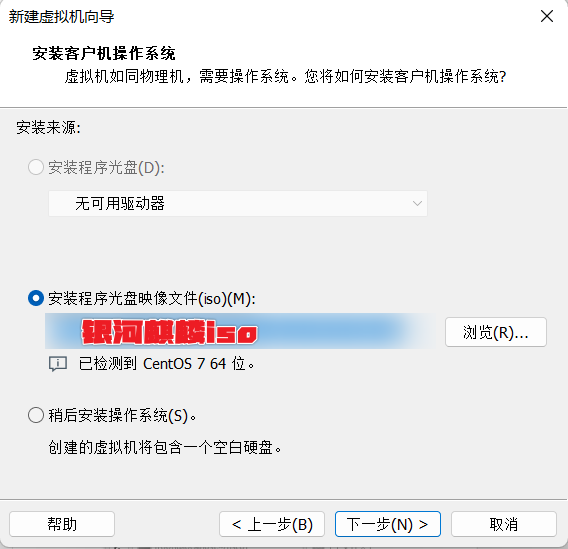 新建虚拟机向导
安装客户机操作系统
虚拟机如同物理机，需要操作系统。您将如何安装客户机操作系统?
安装来源:
安装程序光盘(D):
无可用驱动器
安装程序光盘映像文件(iso)(M):
银河麒麟iso
浏览(R)...
已检测到 CentOS 7 64 位。
稍后安装操作系统(S)。
创建的虚拟机将包含一个空白硬盘。
帮助
< 上一步(B)
下一步(N) >
取消